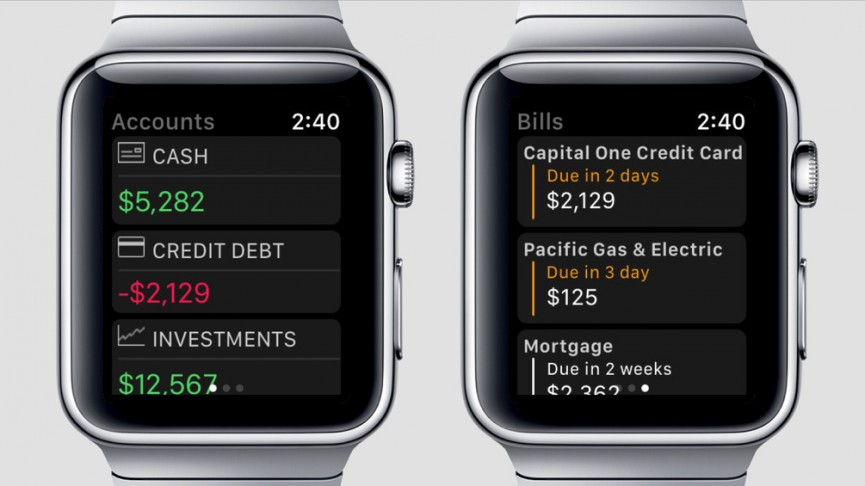 Accounts 2:40
CASH
$5,282
CREDIT DEBT
-$2,129
INVESTMENTS
$12,567
Bills 2:40
Capital One Credit Card
Due in 2 days
$2,129
Pacific Gas & Electric
Due in 3 day
$125
Mortgage
Due in 2 weeks
$2,362